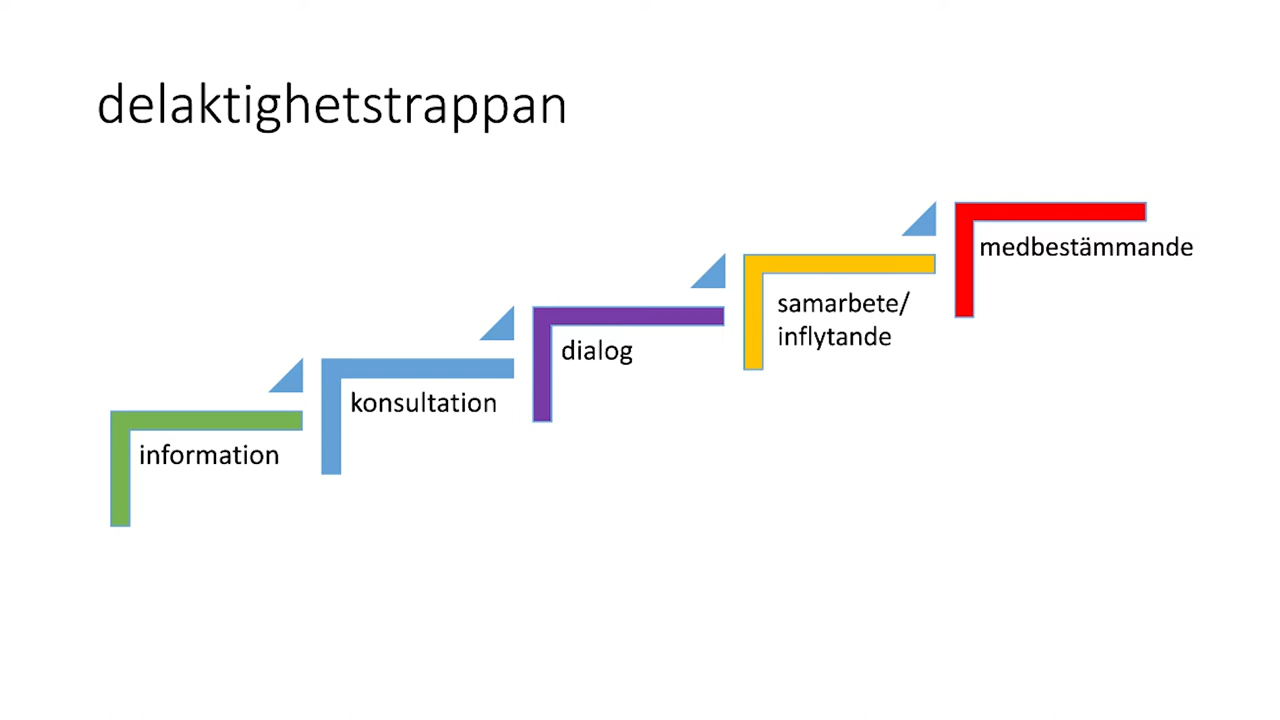 delaktighetstrappan
information
konsultation
dialog
samarbete/
inflytande
medbestämmande